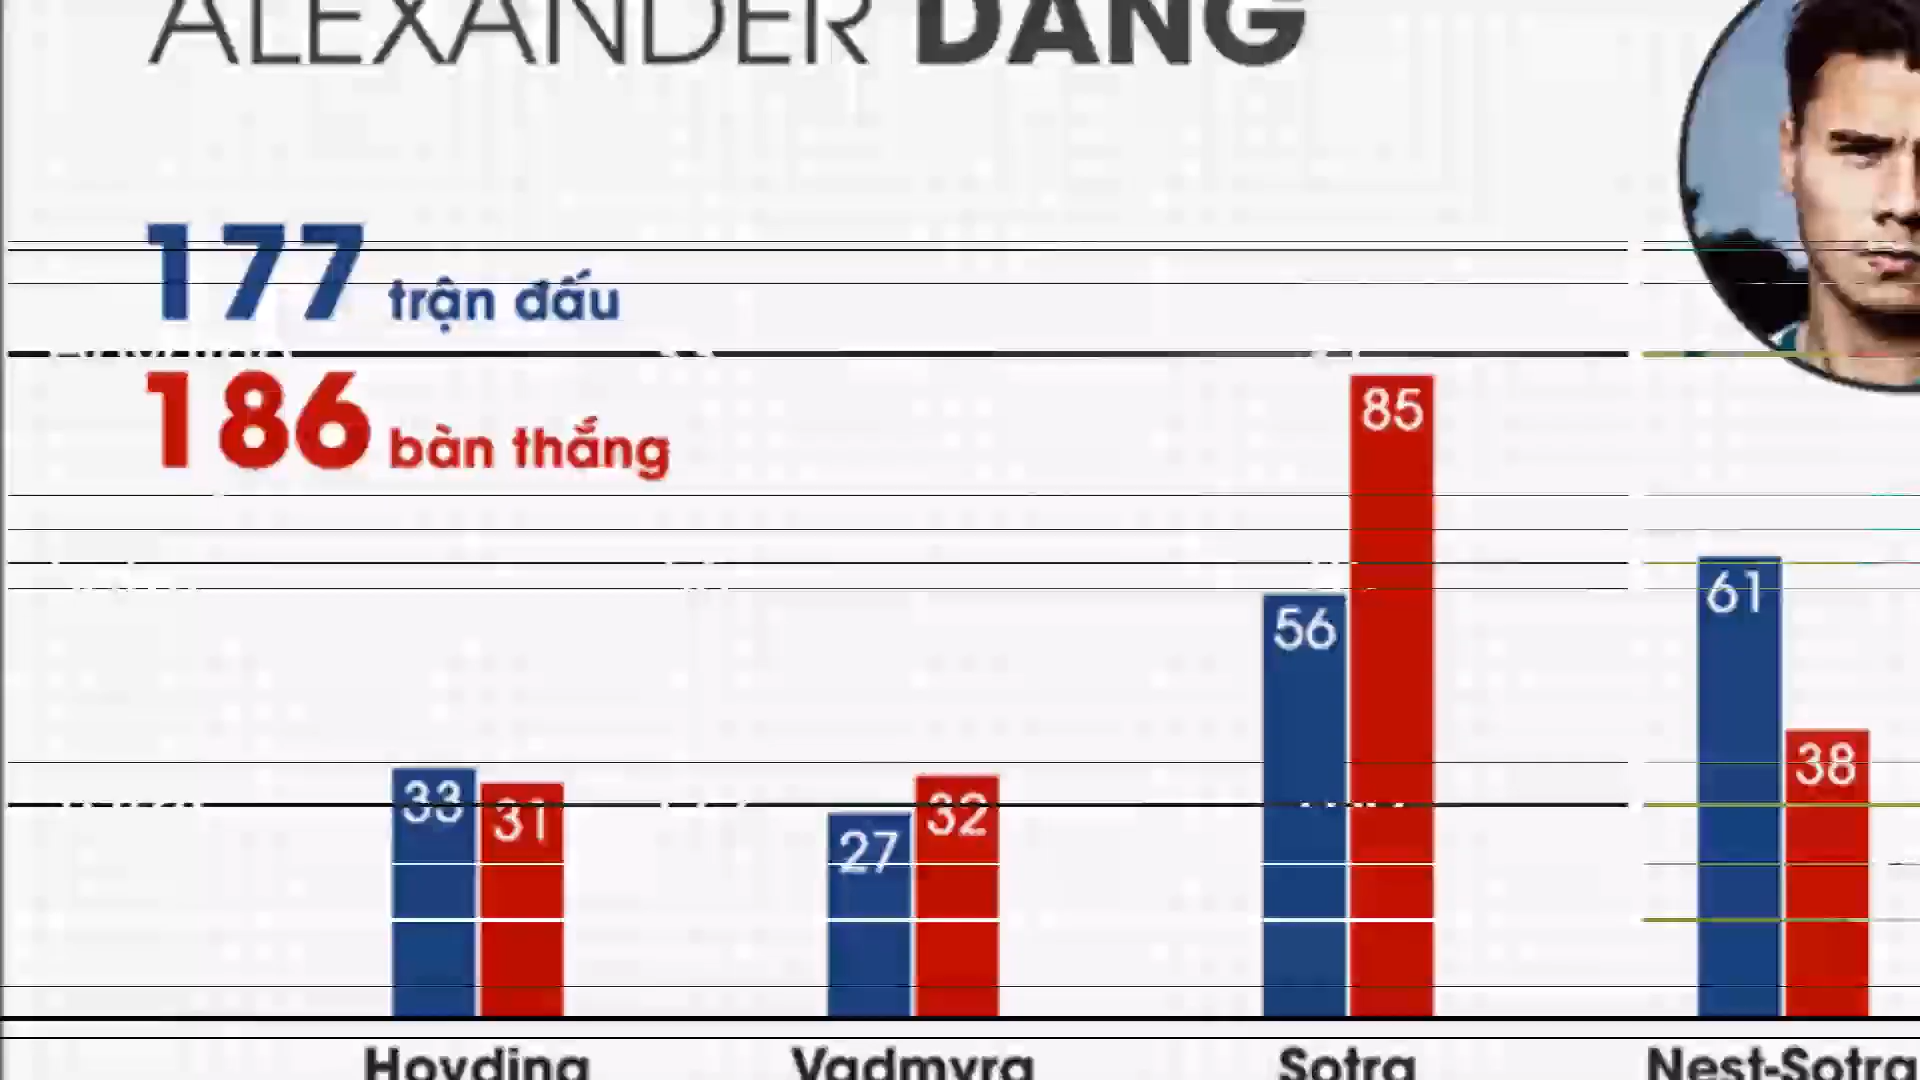 ALEXANDER DANG
177 trận đấu
186 bàn thắng
85
61
56
38
33
31
32
27
Hovding
Vadmyra
Sotra
Nest-Sotra